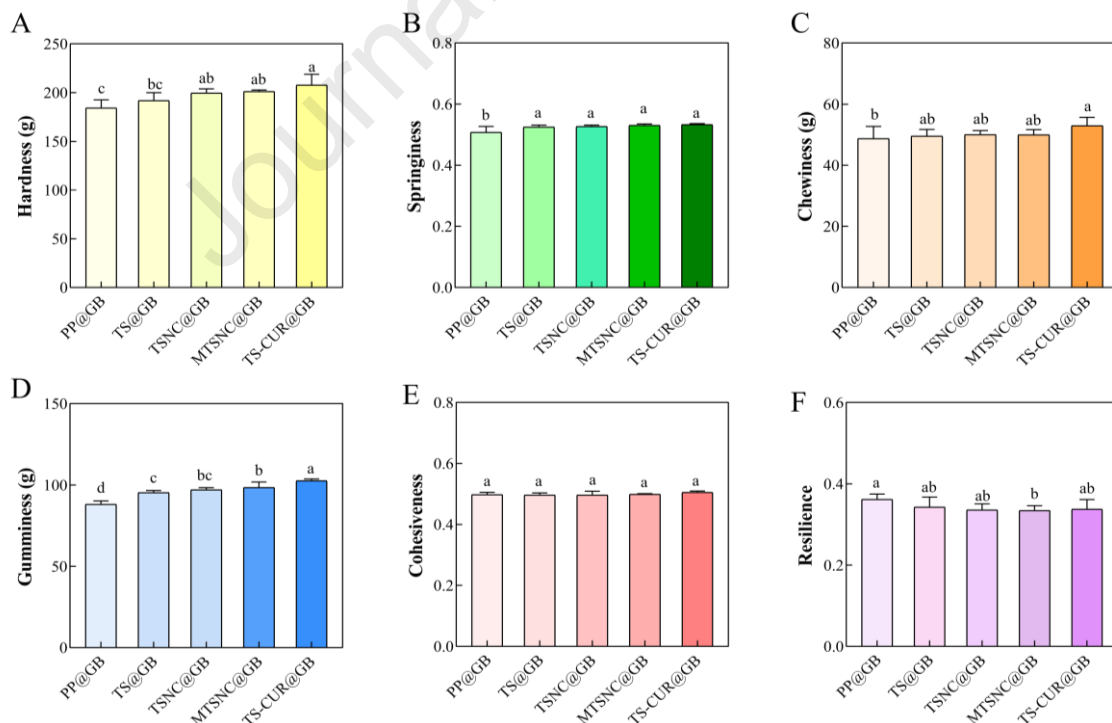 A
Hardness (g)
250
200
150
100
50
0
c
bc
ab
ab
a
PP@GB
TS@GB
TSNC@GB
MTSNC@GB
TS-CUR@GB
B
Springiness
0.8
0.6
0.4
0.2
0.0
b
a
a
a
a
PP@GB
TS@GB
TSNC@GB
MTSNC@GB
TS-CUR@GB
C
Chewiness (g)
80
60
40
20
0
b
ab
ab
ab
a
PP@GB
TS@GB
TSNC@GB
MTSNC@GB
TS-CUR@GB
D
Gumminess (g)
150
100
50
0
d
c
bc
b
a
PP@GB
TS@GB
TSNC@GB
MTSNC@GB
TS-CUR@GB
E
Cohesiveness
0.8
0.6
0.4
0.2
0.0
a
a
a
a
a
PP@GB
TS@GB
TSNC@GB
MTSNC@GB
TS-CUR@GB
F
Resilience
0.6
0.4
0.2
0.0
a
ab
ab
b
ab
PP@GB
TS@GB
TSNC@GB
MTSNC@GB
TS-CUR@GB
Journa